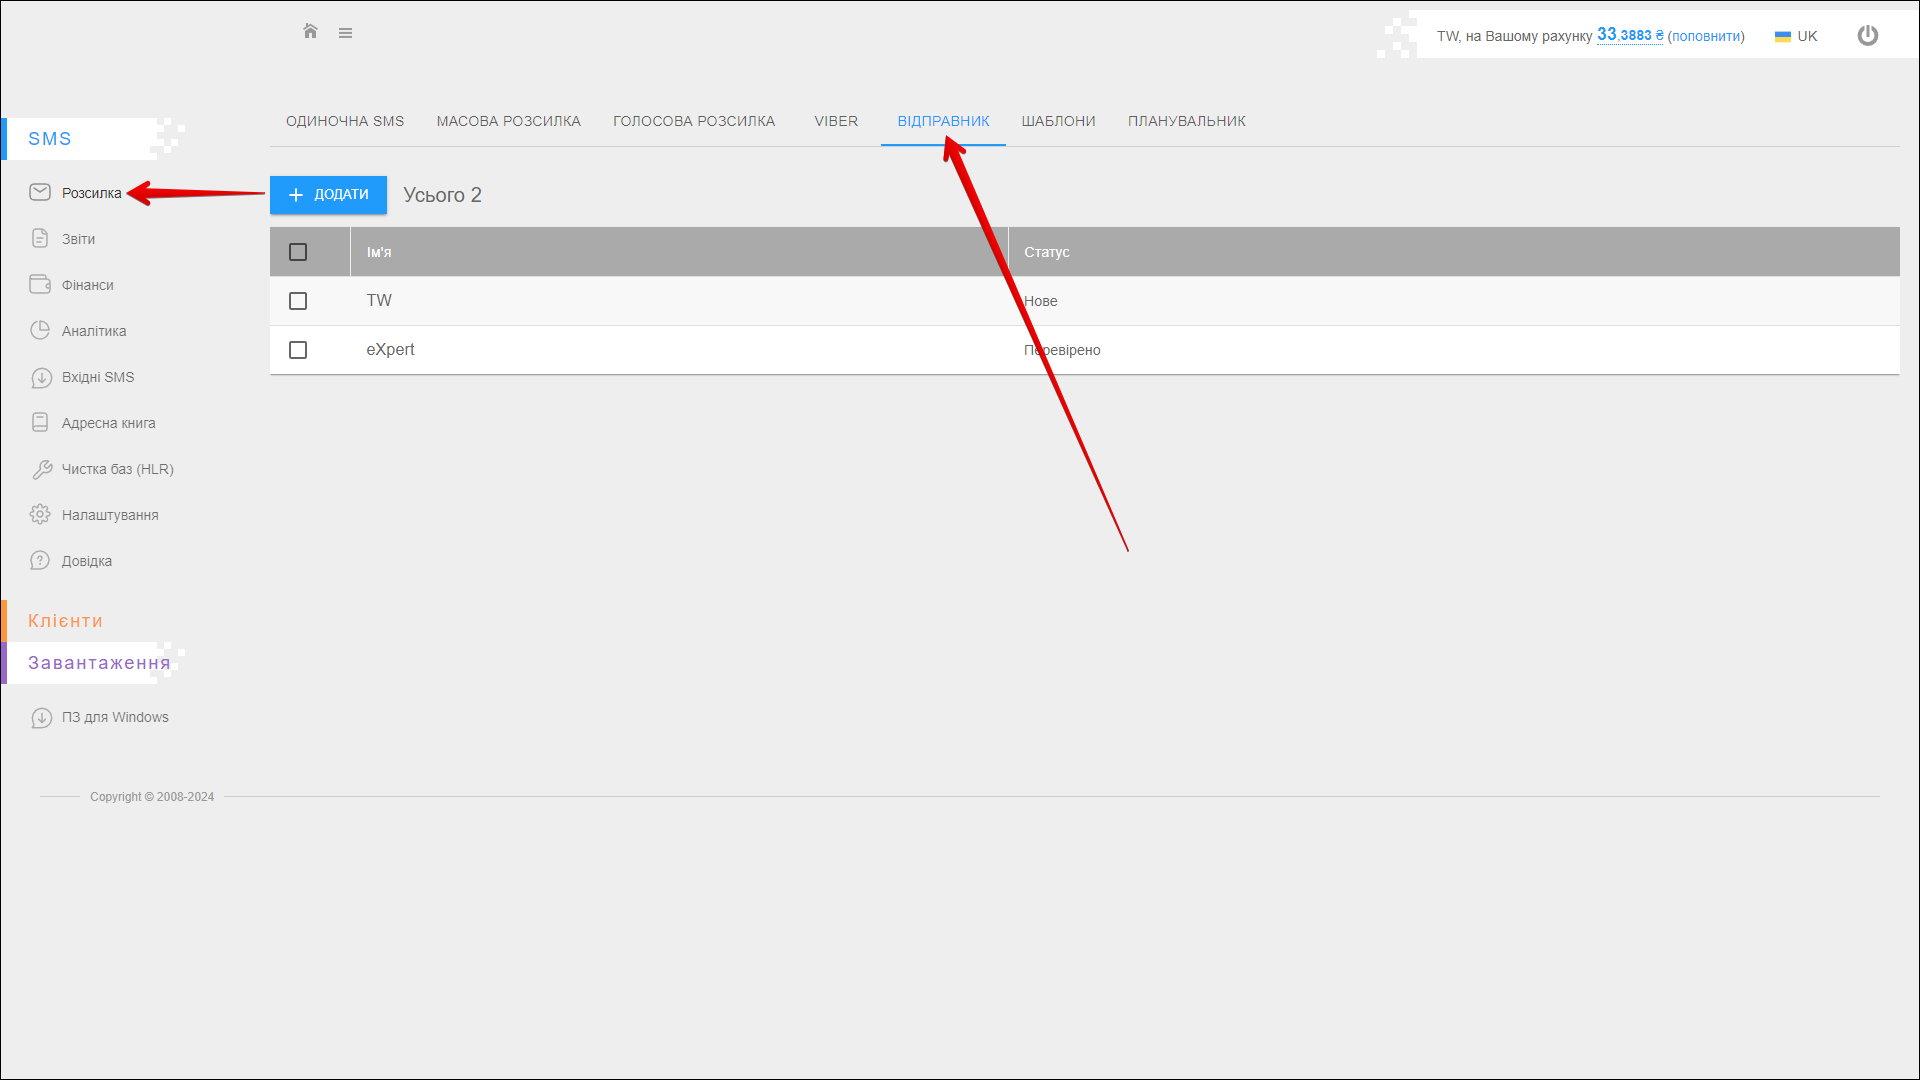 TW, на Вашому рахунку 33,3883 ₴ (поповнити)
UK
ОДИНОЧНА SMS
МАСОВА РОЗСИЛКА
ГОЛОСОВА РОЗСИЛКА
VIBER
ВІДПРАВНИК
ШАБЛОНИ
ПЛАНУВАЛЬНИК
SMS
Розсилка
Звіти
Фінанси
Аналітика
Вхідні SMS
Адресна книга
Чистка баз (HLR)
Налаштування
Довідка
Клієнти
Завантаження
ПЗ для Windows
ДОДАТИ
Усього 2
Ім'я
Статус
TW
Нове
eXpert
Перевірено
Copyright © 2008-2024